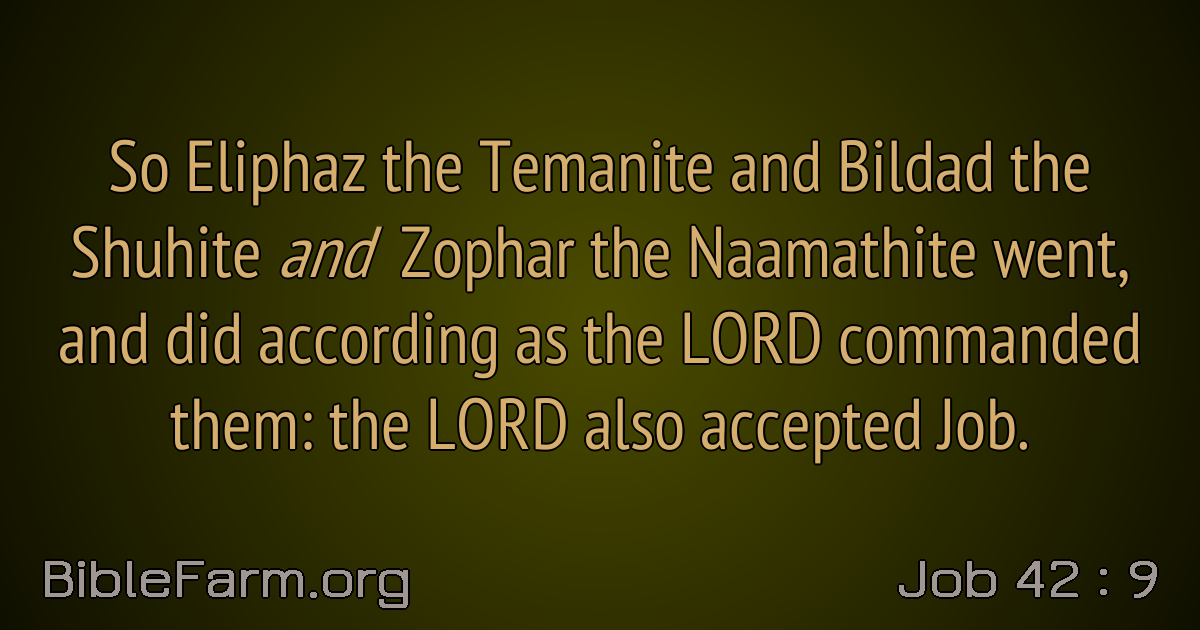 So Eliphaz the Temanite and Bildad the
Shuhite and Zophar the Naamathite went,
and did according as the LORD commanded
them: the LORD also accepted Job.
BibleFarm.org
Job 42 : 9